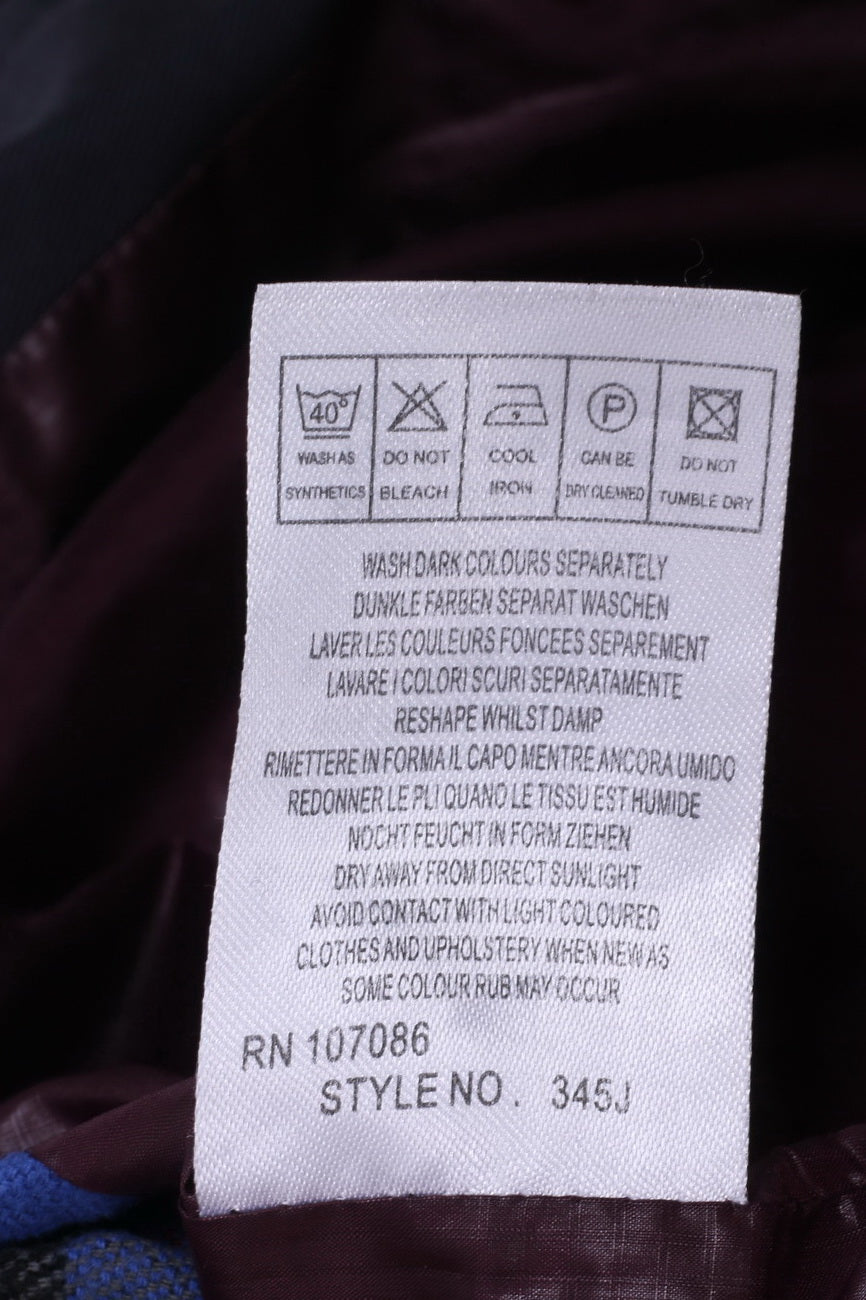 40° P
WASH AS DO NOT COOL CAN BE DO NOT
SYNTHETICS BLEACH IRON DRY CLEANED TUMBLE DRY
WASH DARK COLOURS SEPARATELY
DUNKLE FARBEN SEPARAT WASCHEN
LAVER LES COULEURS FONCEES SEPAREMENT
LAVARE I COLORI SCURI SEPARATAMENTE
RESHAPE WHILST DAMP
RIMETTERE IN FORMA IL CAPO MENTRE ANCORA UMIDO
REDONNER LE PLI QUANO LE TISSU EST HUMIDE
NOCHT FEUCHT IN FORM ZIEHEN
DRY AWAY FROM DIRECT SUNLIGHT
AVOID CONTACT WITH LIGHT COLOURED
CLOTHES AND UPHOLSTERY WHEN NEW AS
SOME COLOUR RUB MAY OCCUR
RN 107086
STYLE NO. 345J